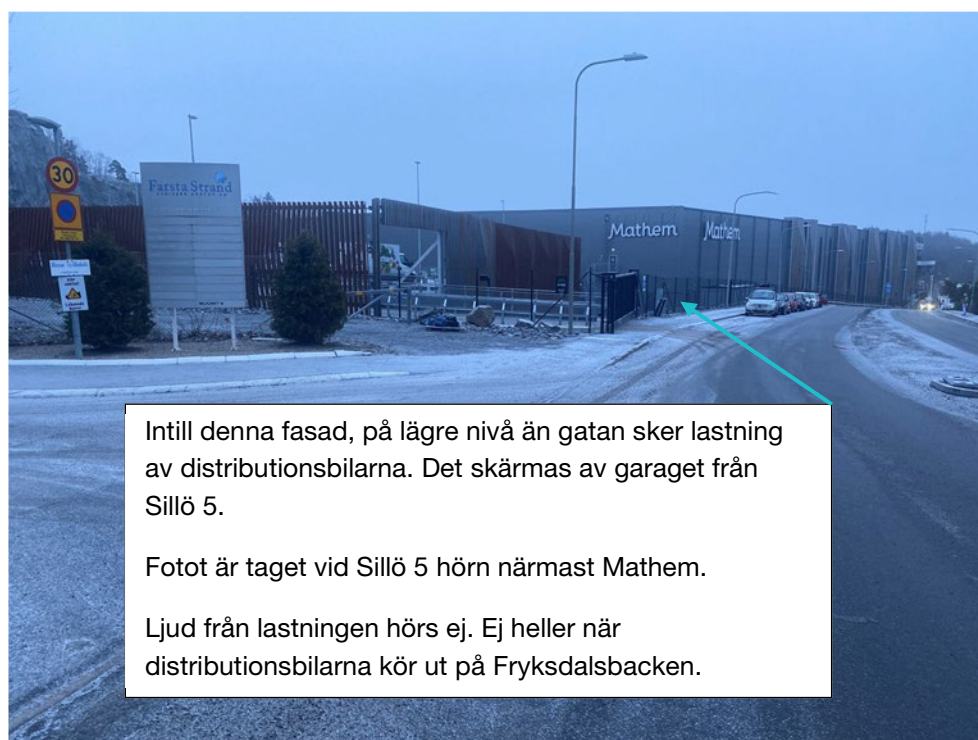 30
Farsta Strand
Mathem
Mathem
Intill denna fasad, på lägre nivå än gatan sker lastning
av distributionsbilarna. Det skärmas av garaget från
Sillö 5.
Fotot är taget vid Sillö 5 hörn närmast Mathem.
Ljud från lastningen hörs ej. Ej heller när
distributionsbilarna kör ut på Fryksdalsbacken.